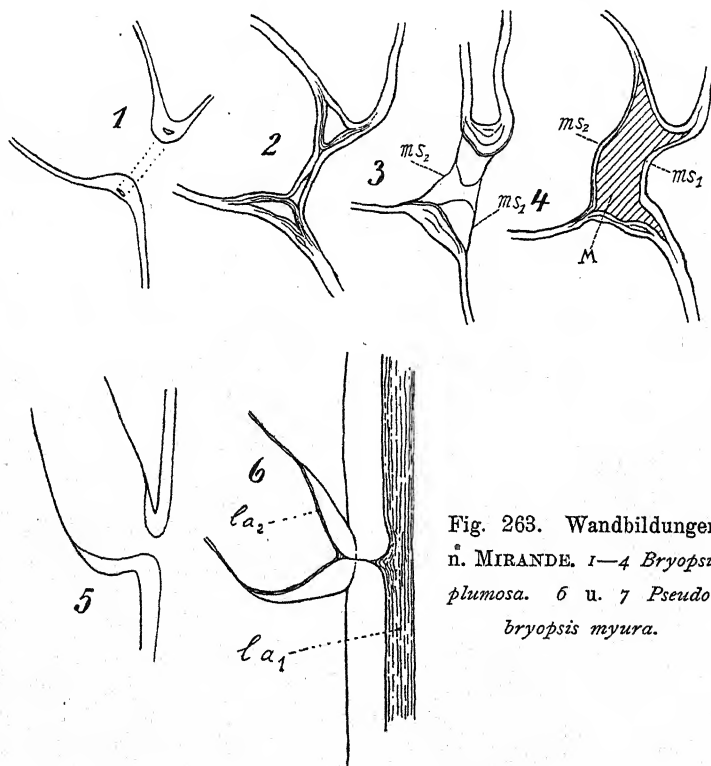 1
2
3
4
ms₂
ms₁
ms₂
ms₁
M
5
6
la₂
la₁
Fig. 263. Wandbildungen
n. MIRANDE. 1—4 Bryopsi
plumosa. 6 u. 7 Pseudo
bryopsis myura.